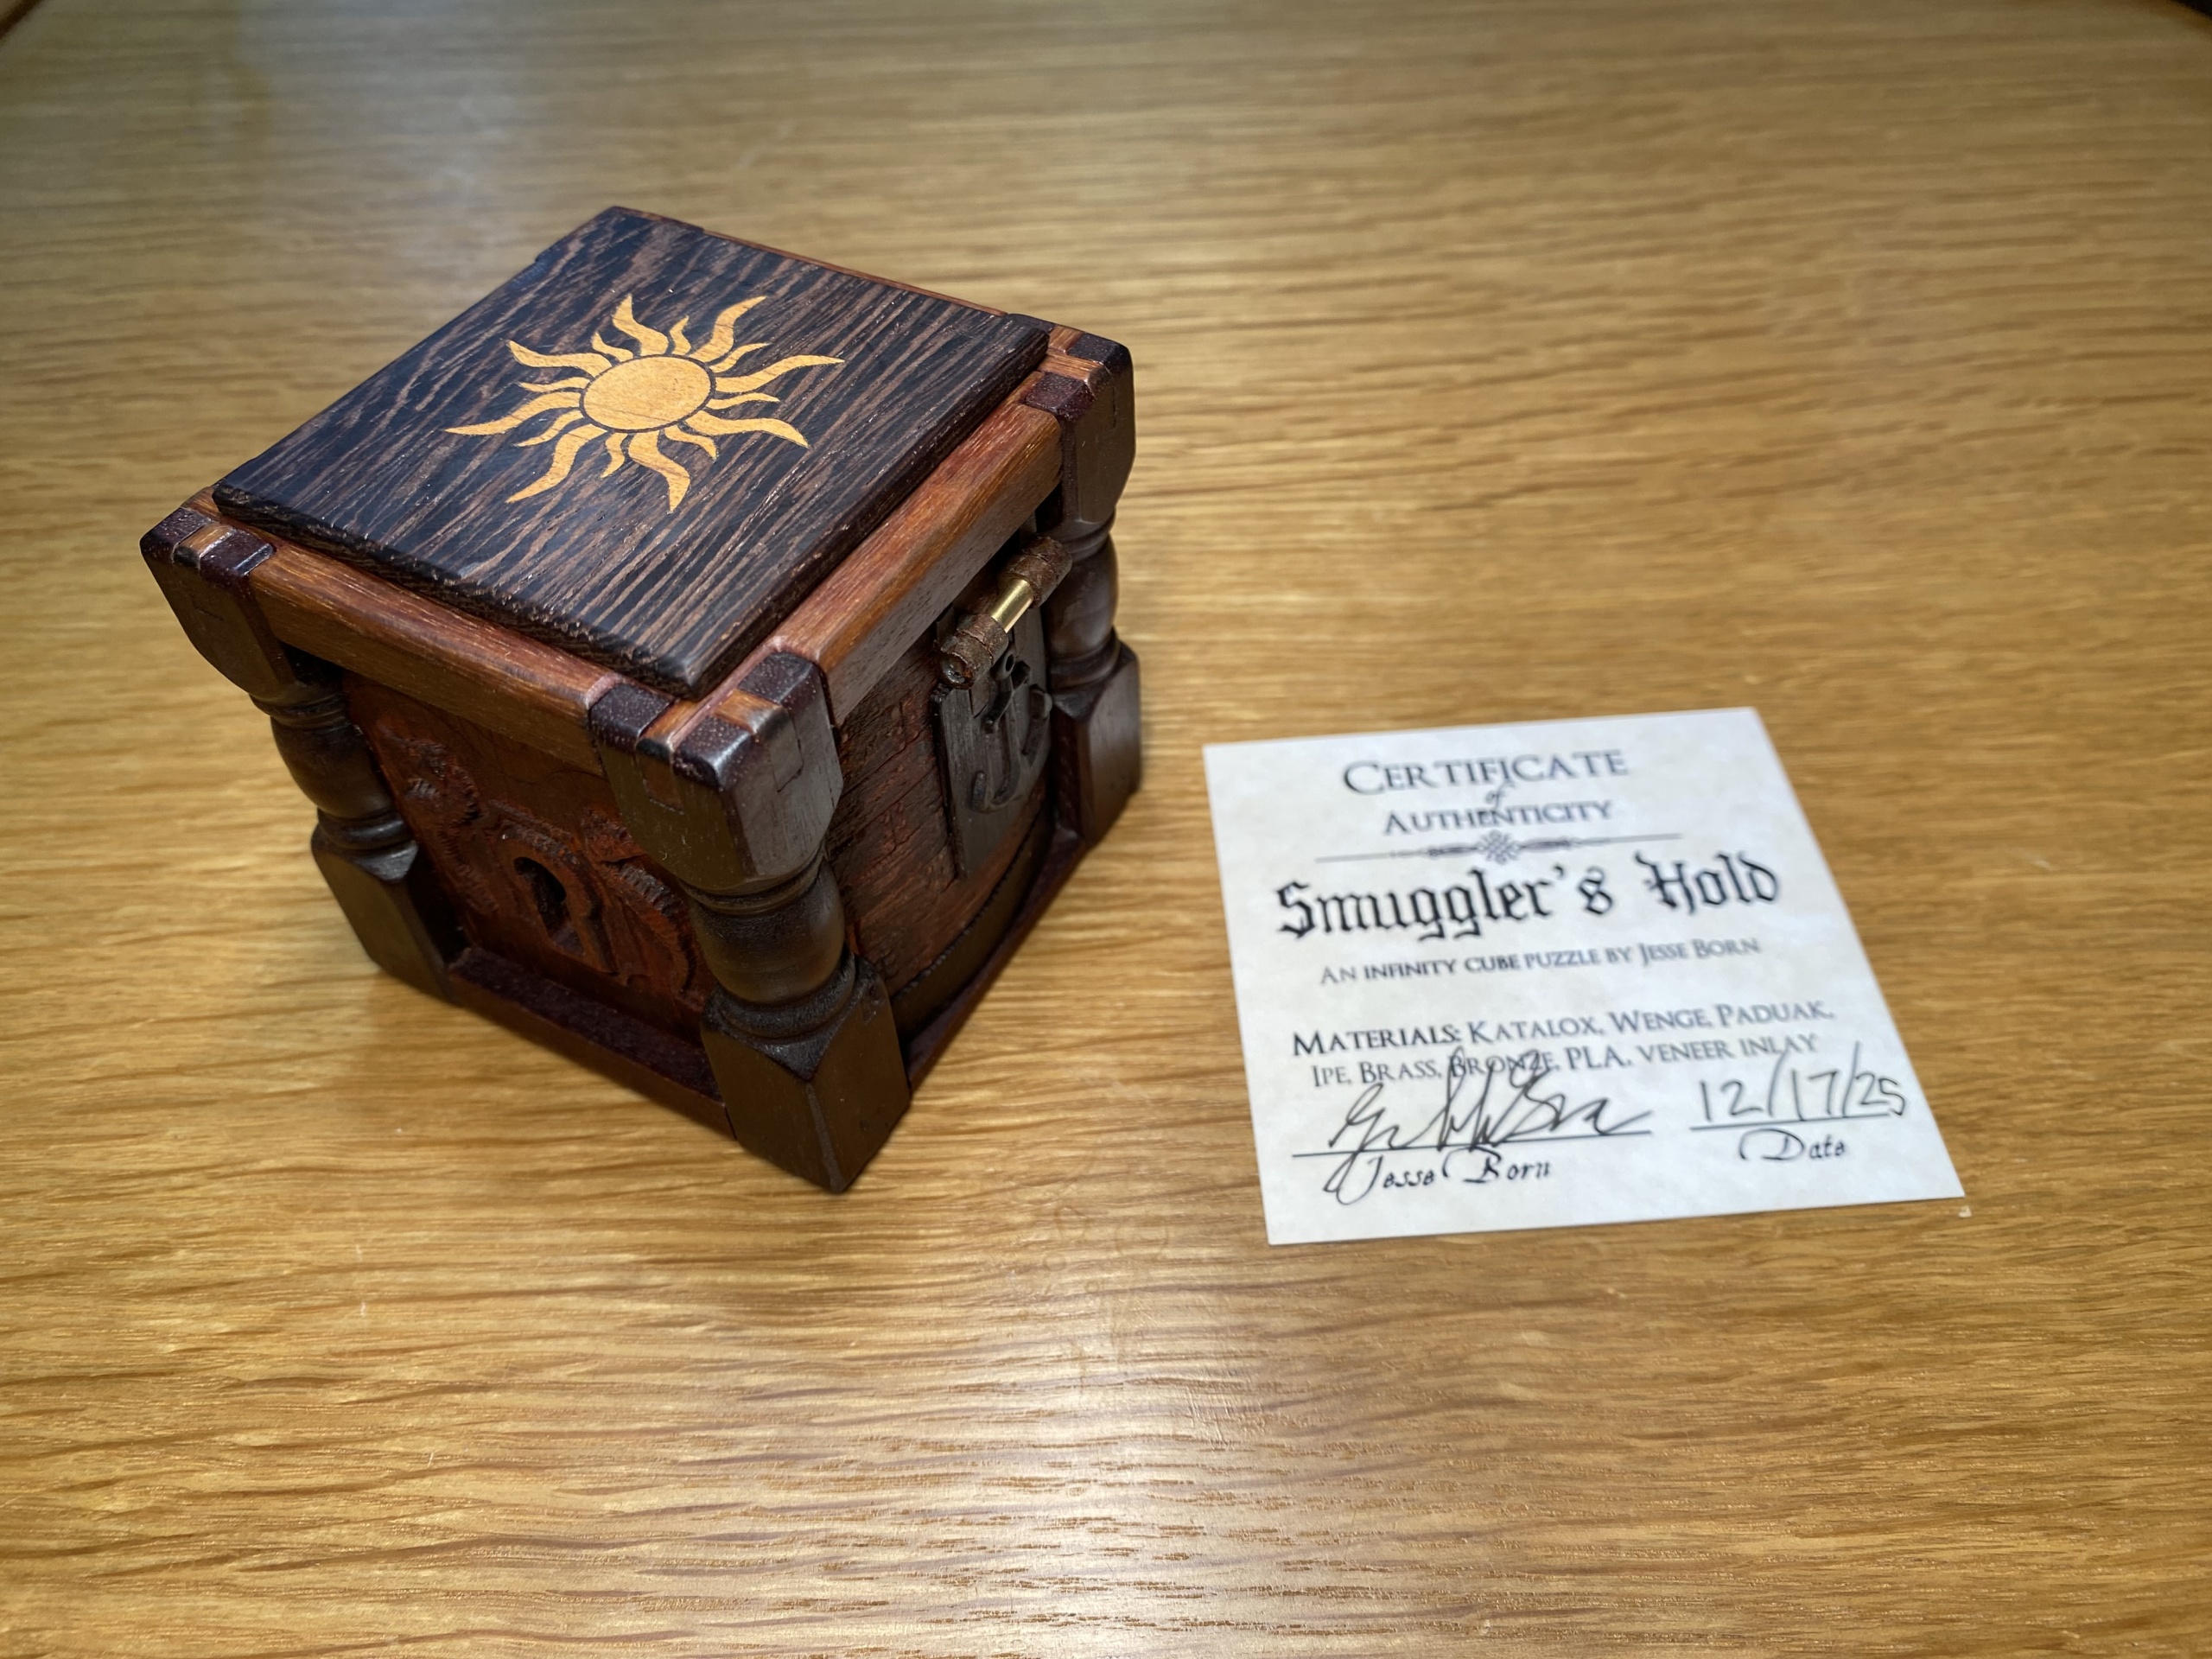 CERTIFICATE
of
AUTHENTICITY
Smuggler's Hold
AN INFINITY CUBE PUZZLE BY JESSE BORN
MATERIALS: KATALOX, WENGE, PADUAK,
IPE, BRASS, BRONZE, PLA, VENEER INLAY
12/17/25
Jesse Born Date